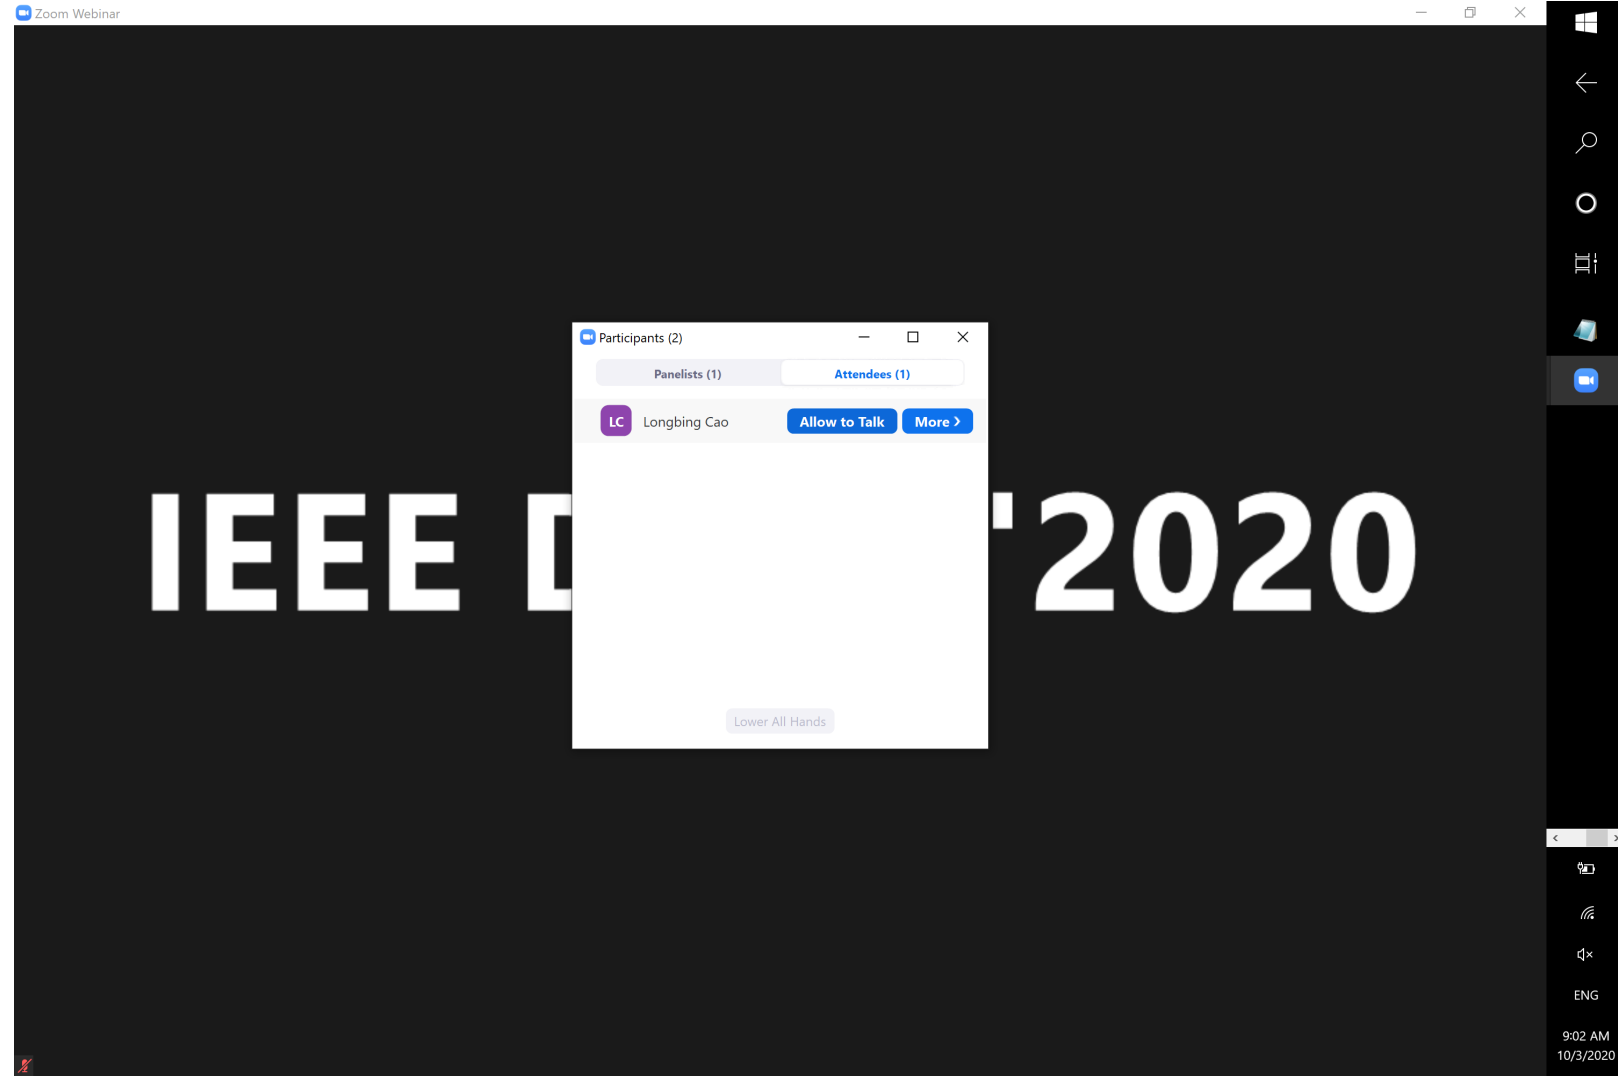 Zoom Webinar
Participants (2)
Panelists (1)
Attendees (1)
LC
Longbing Cao
Allow to Talk
More >
IEEE
'2020
Lower All Hands
ENG
9:02 AM
10/3/2020